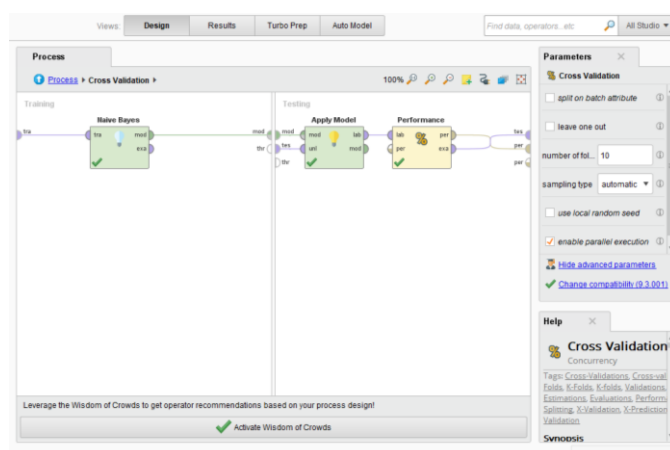 Views:
Design
Results
Turbo Prep
Auto Model
Find data, operators...etc
All Studio
Process
Process
Cross Validation
100%
Training
Testing
Naive Bayes
tra
tra
mod
exa
mod
thr
Apply Model
mod
tes
thr
mod
unl
lab
mod
Performance
lab
per
per
exa
tes
per
per
Leverage the Wisdom of Crowds to get operator recommendations based on your process design!
Activate Wisdom of Crowds
Parameters
Cross Validation
split on batch attribute
leave one out
number of fol...
10
sampling type
automatic
use local random seed
enable parallel execution
Hide advanced parameters
Change compatibility (9.3.001)
Help
Cross Validation
Concurrency
Tags: Cross-Validations, Cross-val
Folds, K-Folds, K-folds, Validations,
Estimations, Evaluations, Perform
Splitting, X-Validation, X-Prediction
Validation
Synopsis